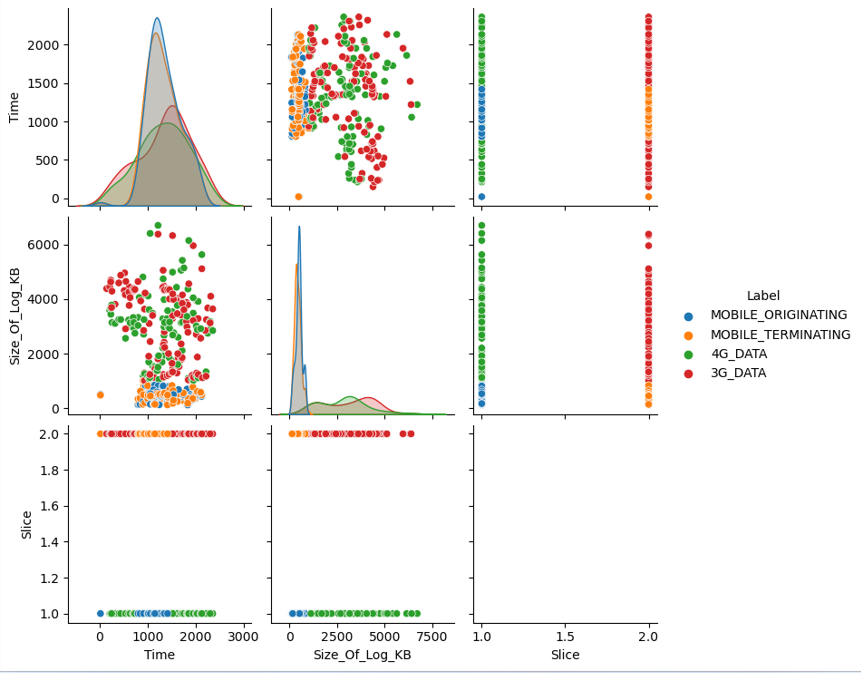 Time
2000
1500
1000
500
0
Size_Of_Log_KB
6000
4000
2000
0
Slice
2.0
1.8
1.6
1.4
1.2
1.0
0 1000 2000 3000
Time
0 2500 5000 7500
Size_Of_Log_KB
1.0 1.5 2.0
Slice
Label
MOBILE_ORIGINATING
MOBILE_TERMINATING
4G_DATA
3G_DATA